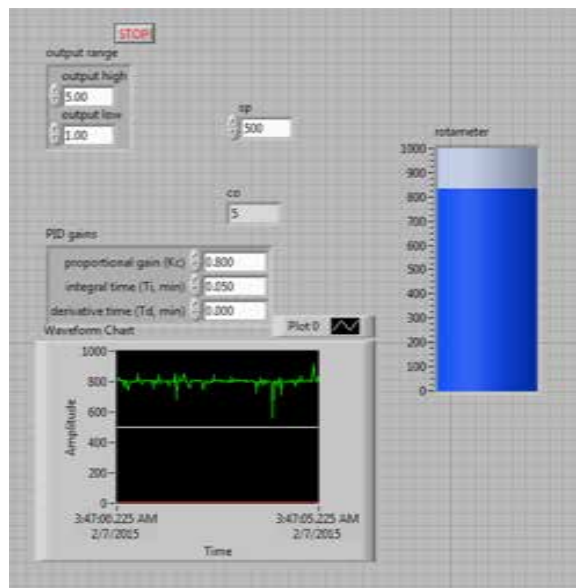 STOP
output range
output high
5.00
output low
1.00
sp
500
rotameter
1000
900
800
700
600
500
400
300
200
100
0
co
5
PID gains
proportional gain (Kc)
0.800
integral time (Ti, min)
0.050
derivative time (Td, min)
0.000
Waveform Chart
Plot 0
1000
800
600
400
200
0
Amplitude
3:47:00.225 AM
2/7/2015
3:47:05.225 AM
2/7/2015
Time